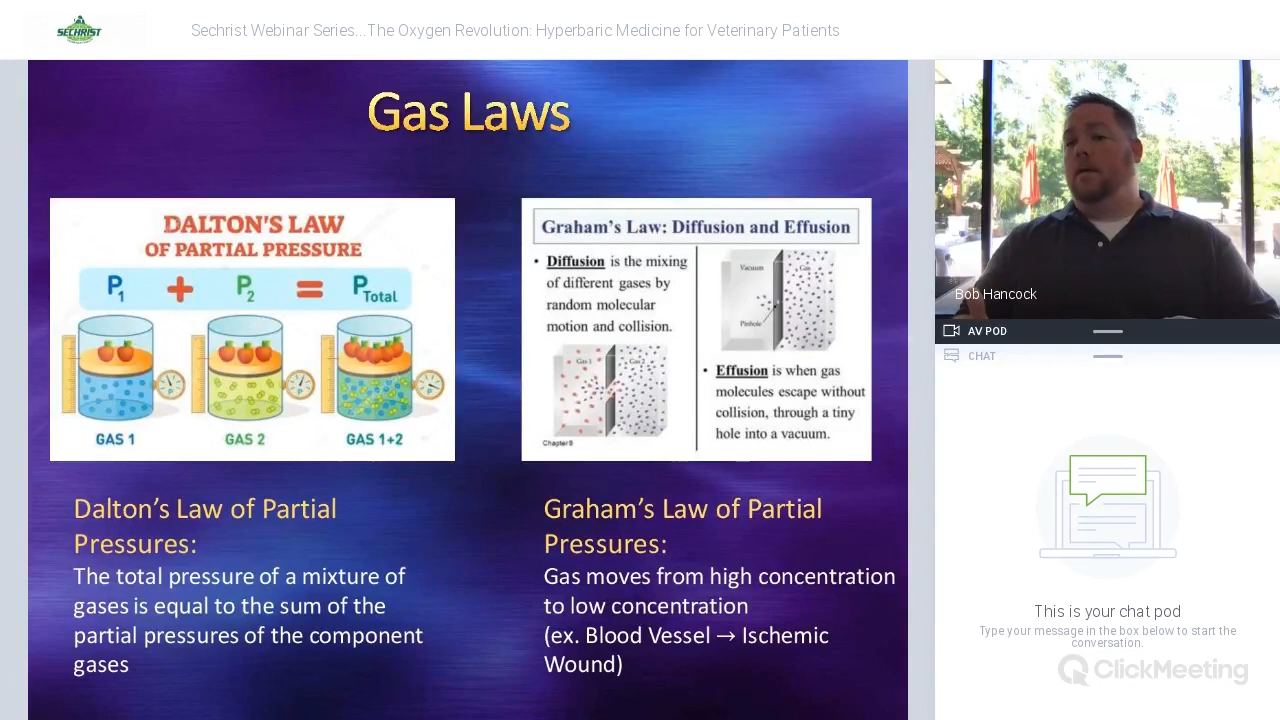 SECHRIST
Sechrist Webinar Series...The Oxygen Revolution: Hyperbaric Medicine for Veterinary Patients
Gas Laws
DALTON'S LAW
OF PARTIAL PRESSURE
P1 + P2 = PTotal
GAS 1 GAS 2 GAS 1+2
Dalton's Law of Partial
Pressures:
The total pressure of a mixture of
gases is equal to the sum of the
partial pressures of the component
gases
Graham's Law: Diffusion and Effusion
• Diffusion is the mixing
of different gases by
random molecular
motion and collision.
Gas 1 Gas 2
Chapter 9
Vacuum Gas
Pinhole
• Effusion is when gas
molecules escape without
collision, through a tiny
hole into a vacuum.
Graham's Law of Partial
Pressures:
Gas moves from high concentration
to low concentration
(ex. Blood Vessel → Ischemic
Wound)
Bob Hancock
AV POD
CHAT
This is your chat pod
Type your message in the box below to start the
conversation.
ClickMeeting